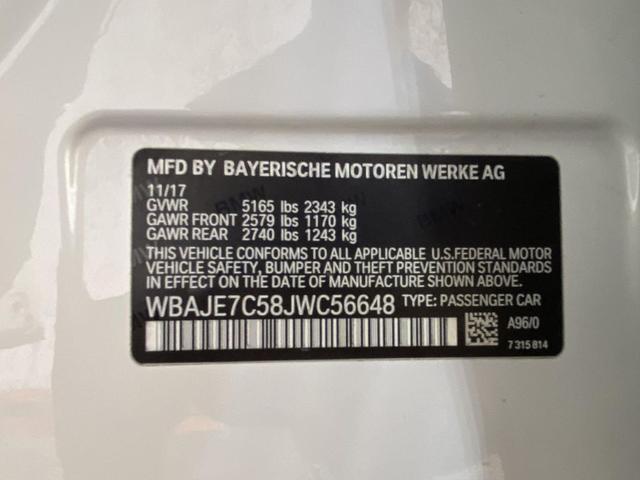 MFD BY BAYERISCHE MOTOREN WERKE AG
11/17
GVWR 5165 lbs 2343 kg
GAWR FRONT 2579 lbs 1170 kg
GAWR REAR 2740 lbs 1243 kg
THIS VEHICLE CONFORMS TO ALL APPLICABLE U.S.FEDERAL MOTOR
VEHICLE SAFETY, BUMPER AND THEFT PREVENTION STANDARDS
IN EFFECT ON THE DATE OF MANUFACTURE SHOWN ABOVE.
WBAJE7C58JWC56648 TYPE: PASSENGER CAR
A96/0
7 315 814